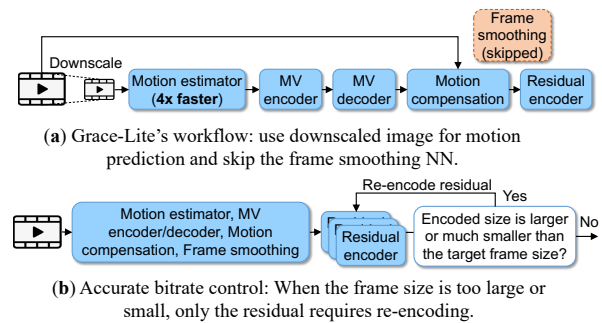 Frame
smoothing
(skipped)
Downscale
Motion estimator
(4x faster)
MV
encoder
MV
decoder
Motion
compensation
Residual
encoder
(a) Grace-Lite's workflow: use downscaled image for motion
prediction and skip the frame smoothing NN.
Re-encode residual
Yes
No
Motion estimator, MV
encoder/decoder, Motion
compensation, Frame smoothing
Residual
encoder
Encoded size is larger
or much smaller than
the target frame size?
(b) Accurate bitrate control: When the frame size is too large or
small, only the residual requires re-encoding.